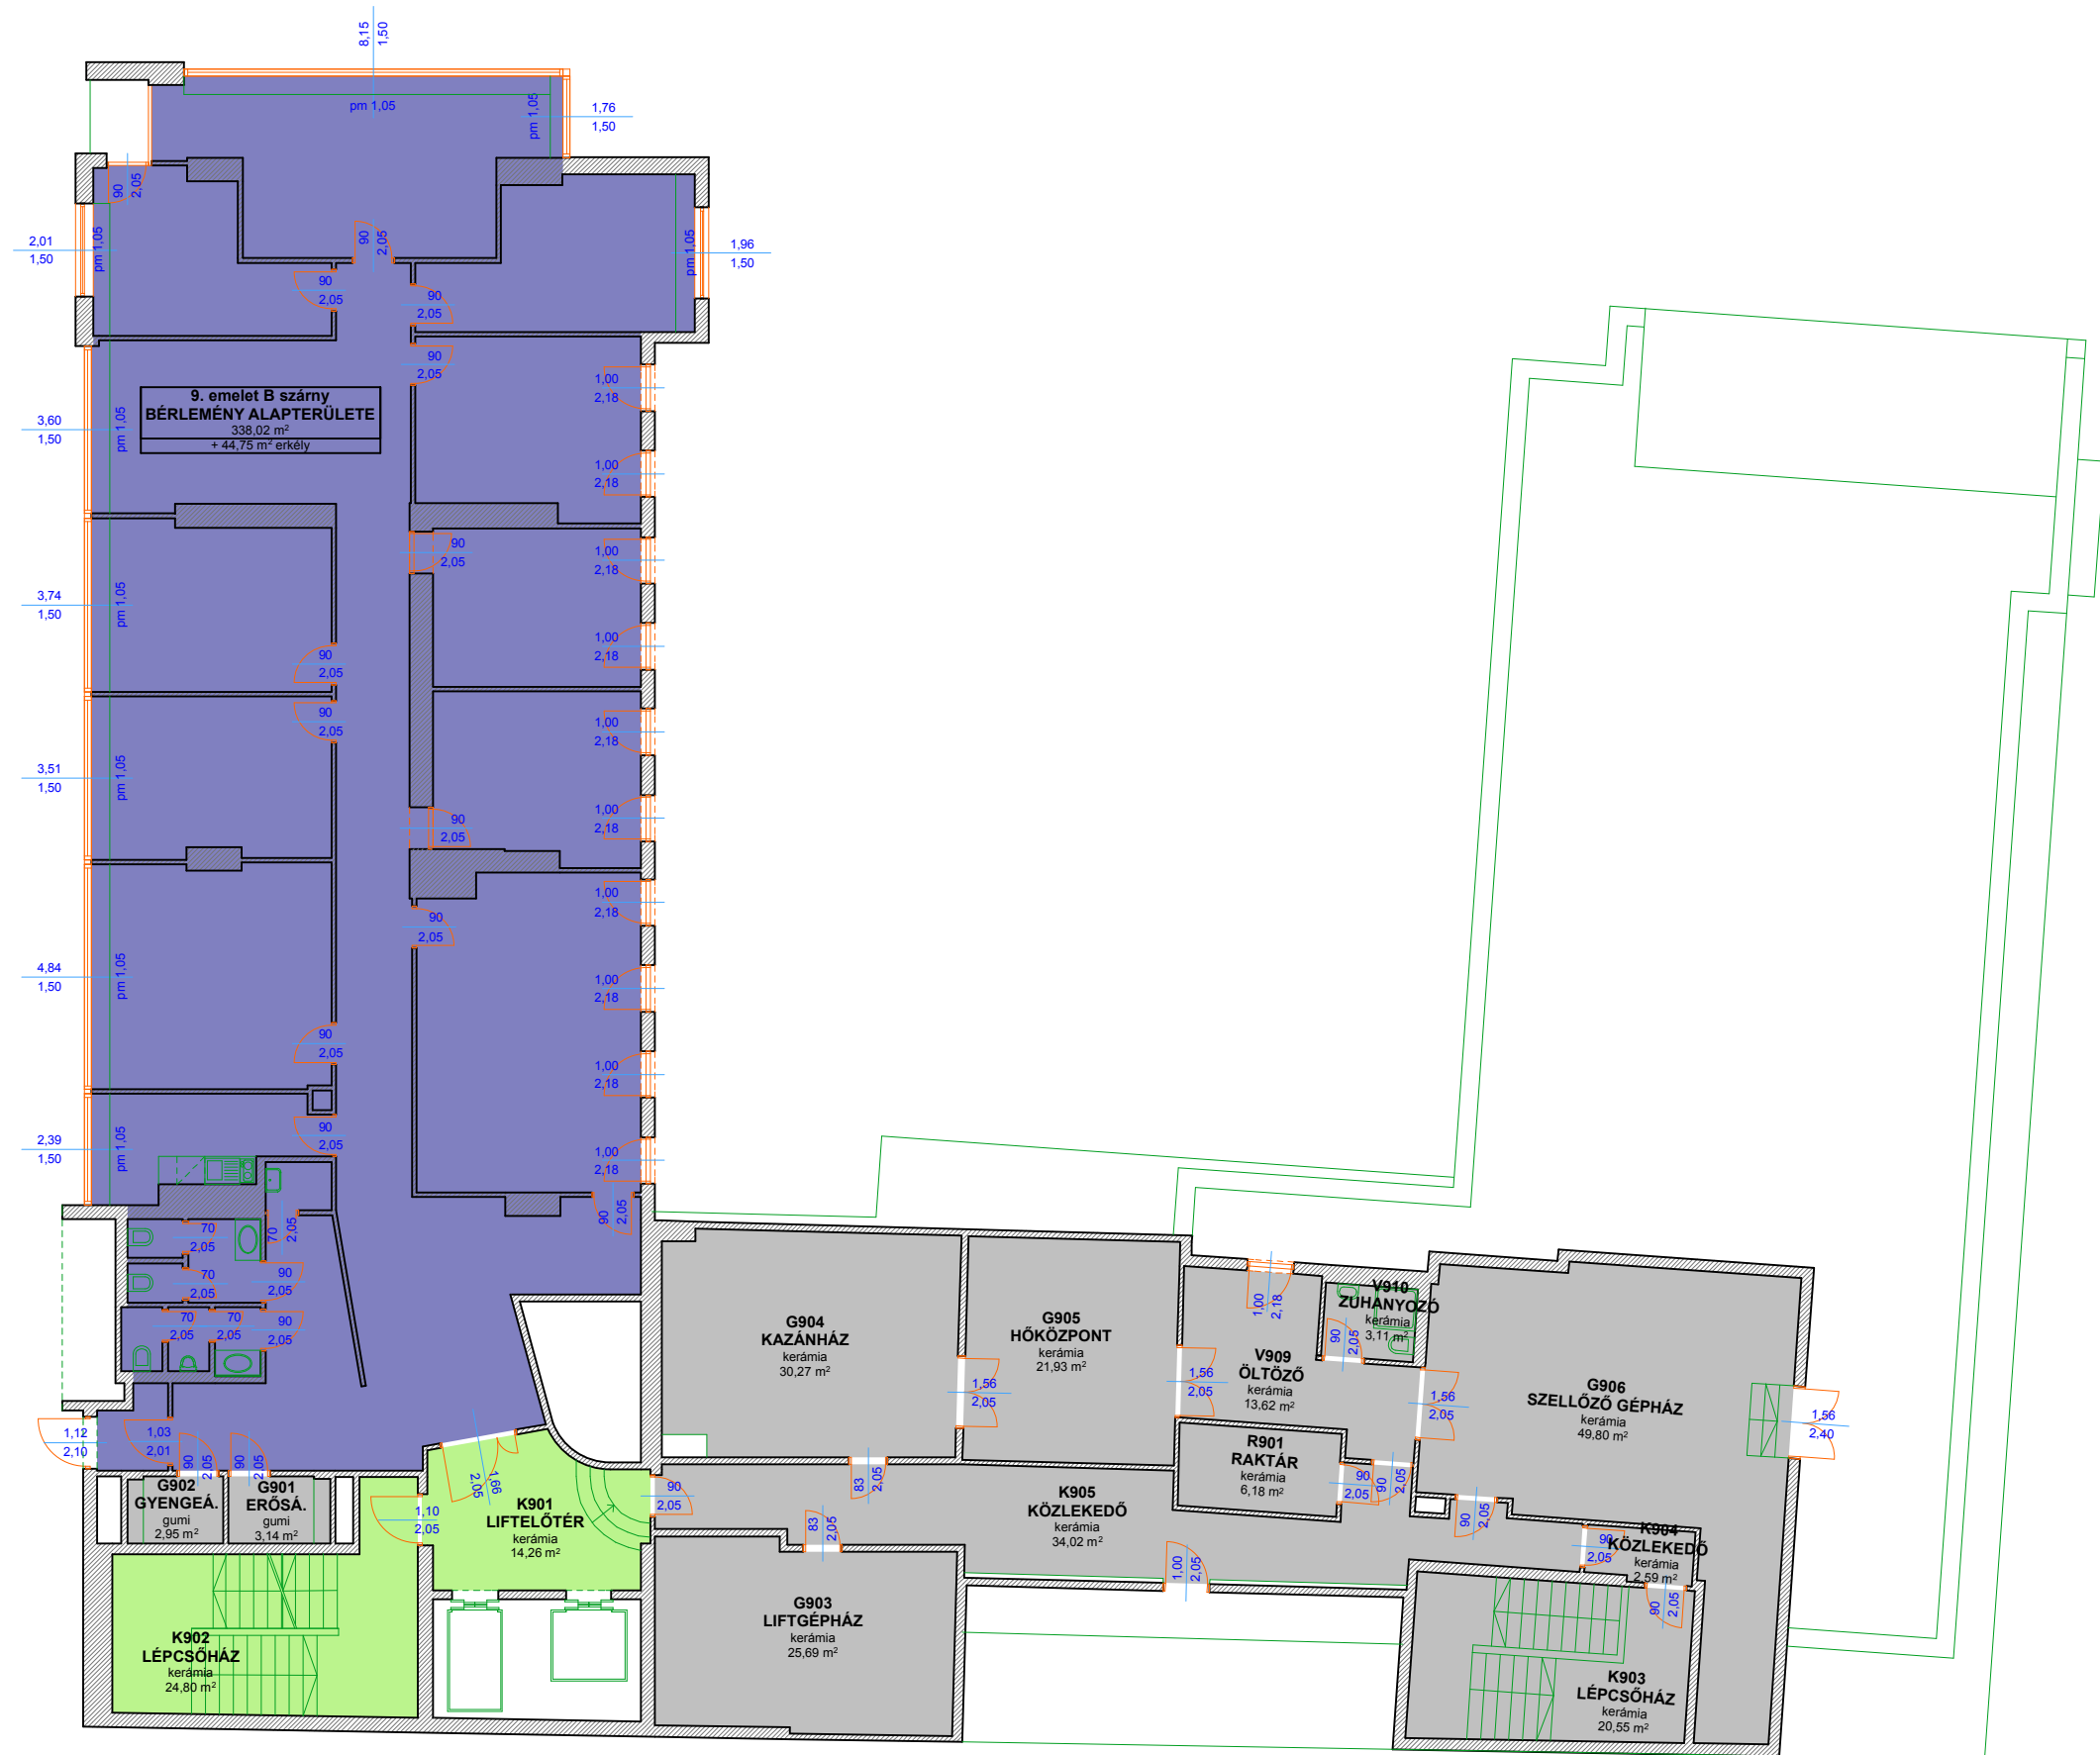 8,15
1,50
pm 1,05
pm 1,05
1,76
1,50
90
2,05
2,01
1,50
pm 1,05
90
2,05
pm 1,05
1,96
1,50
90
2,05
90
2,05
90
2,05
1,00
2,18
9. emelet B szárny
BÉRLEMÉNY ALAPTERÜLETE
338,02 m²
+ 44,75 m² erkély
3,60
1,50
pm 1,05
1,00
2,18
90
2,05
1,00
2,18
3,74
1,50
pm 1,05
1,00
2,18
90
2,05
90
2,05
1,00
2,18
3,51
1,50
pm 1,05
1,00
2,18
90
2,05
1,00
2,18
90
2,05
4,84
1,50
pm 1,05
1,00
2,18
90
2,05
1,00
2,18
90
2,05
2,39
1,50
pm 1,05
1,00
2,18
90
2,05
70
2,05
70
2,05
70
2,05
90
2,05
70
2,05
70
2,05
90
2,05
1,12
2,10
1,03
2,01
90
2,05
90
2,05
G902
GYENGEÁ.
gumi
2,95 m²
G901
ERŐSÁ.
gumi
3,14 m²
1,66
2,05
1,10
2,05
K901
LIFTELŐTÉR
kerámia
14,26 m²
90
2,05
K902
LÉPCSŐHÁZ
kerámia
24,80 m²
G904
KAZÁNHÁZ
kerámia
30,27 m²
1,56
2,05
G905
HŐKÖZPONT
kerámia
21,93 m²
1,56
2,05
1,00
2,18
V909
ÖLTÖZŐ
kerámia
13,62 m²
V910
ZUHANYOZÓ
kerámia
3,11 m²
90
2,05
1,56
2,05
G906
SZELLŐZŐ GÉPHÁZ
kerámia
49,80 m²
1,56
2,40
R901
RAKTÁR
kerámia
6,18 m²
90
2,05
90
2,05
83
2,05
83
2,05
K905
KÖZLEKEDŐ
kerámia
34,02 m²
1,00
2,05
90
2,05
90
2,05
K904
KÖZLEKEDŐ
kerámia
2,59 m²
90
2,05
G903
LIFTGÉPHÁZ
kerámia
25,69 m²
K903
LÉPCSŐHÁZ
kerámia
20,55 m²